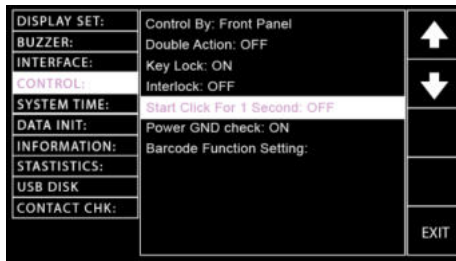 DISPLAY SET:
BUZZER:
INTERFACE:
CONTROL:
SYSTEM TIME:
DATA INIT:
INFORMATION:
STASTISTICS:
USB DISK
CONTACT CHK:
Control By: Front Panel
Double Action: OFF
Key Lock: ON
Interlock: OFF
Start Click For 1 Second: OFF
Power GND check: ON
Barcode Function Setting:
EXIT